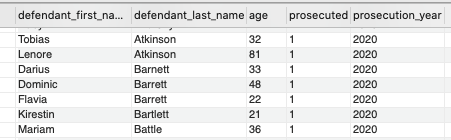 defendant_first_na... defendant_last_name age prosecuted prosecution_year
Tobias Atkinson 32 1 2020
Lenore Atkinson 81 1 2020
Darius Barnett 33 1 2020
Dominic Barrett 48 1 2020
Flavia Barrett 22 1 2020
Kirestin Bartlett 21 1 2020
Mariam Battle 36 1 2020